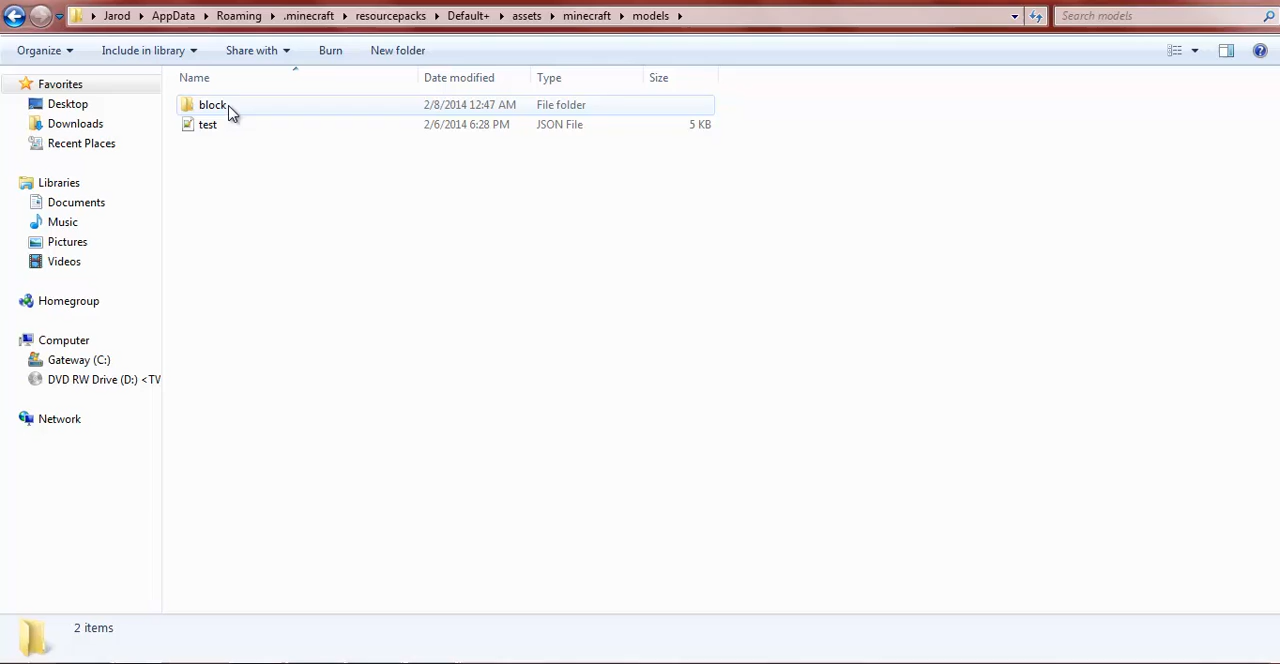 Jarod AppData Roaming .minecraft resourcepacks Default+ assets minecraft models Search models
Organize Include in library Share with Burn New folder
Name Date modified Type Size
block 2/8/2014 12:47 AM File folder
test 2/6/2014 6:28 PM JSON File 5 KB
Favorites
Desktop
Downloads
Recent Places
Libraries
Documents
Music
Pictures
Videos
Homegroup
Computer
Gateway (C:)
DVD RW Drive (D:) <TV
Network
2 items